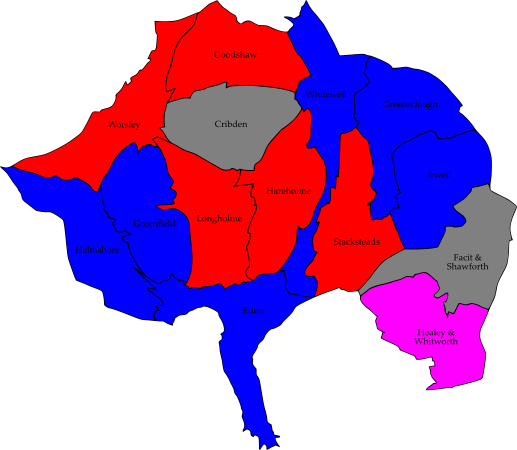 Goodshaw
Whitewell
Greensclough
Worsley
Cribden
Irwell
Hareholme
Longholme
Greenfield
Helmshore
Stacksteads
Facit &
Shawforth
Eden
Healey &
Whitworth